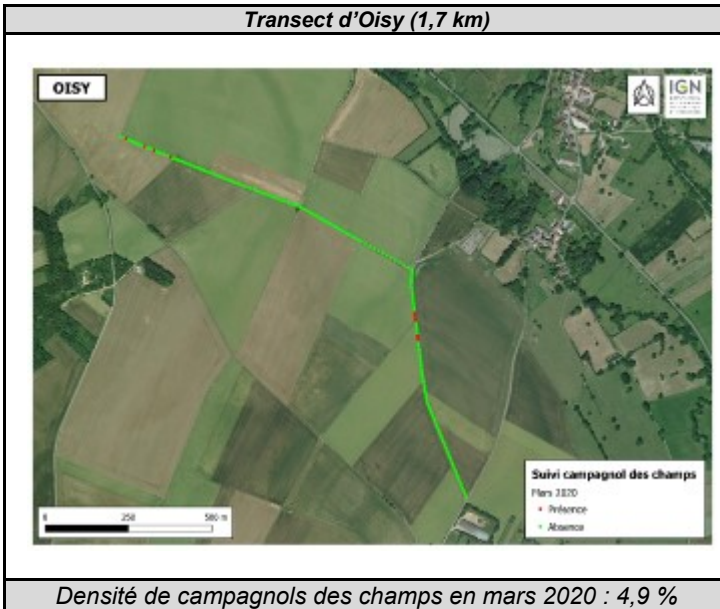 Transect d'Oisy (1,7 km)
OISY
IGN
Suivi campagnol des champs
Mars 2020
Présence
Absence
0 250 500 m
Densité de campagnols des champs en mars 2020 : 4,9 %